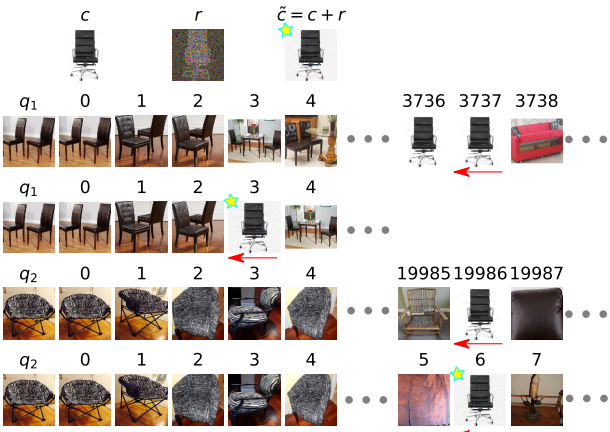 c r c̃ = c + r
q₁ 0 1 2 3 4 3736 3737 3738
q₁ 0 1 2 3 4
q₂ 0 1 2 3 4 19985 19986 19987
q₂ 0 1 2 3 4 5 6 7